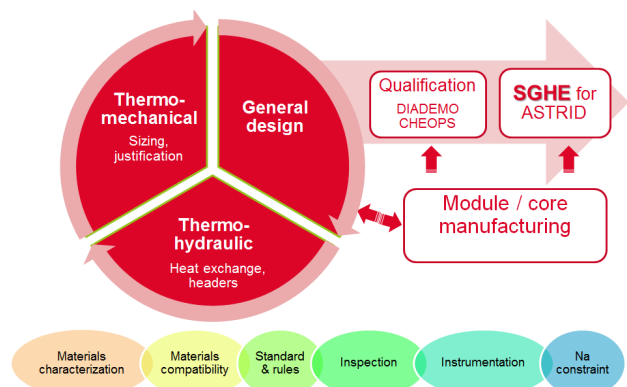 Thermo-
mechanical
Sizing,
justification
General
design
Thermo-
hydraulic
Heat exchange,
headers
Qualification
DIADEMO
CHEOPS
SGHE for
ASTRID
Module / core
manufacturing
Materials
characterization
Materials
compatibility
Standard
& rules
Inspection
Instrumentation
Na
constraint